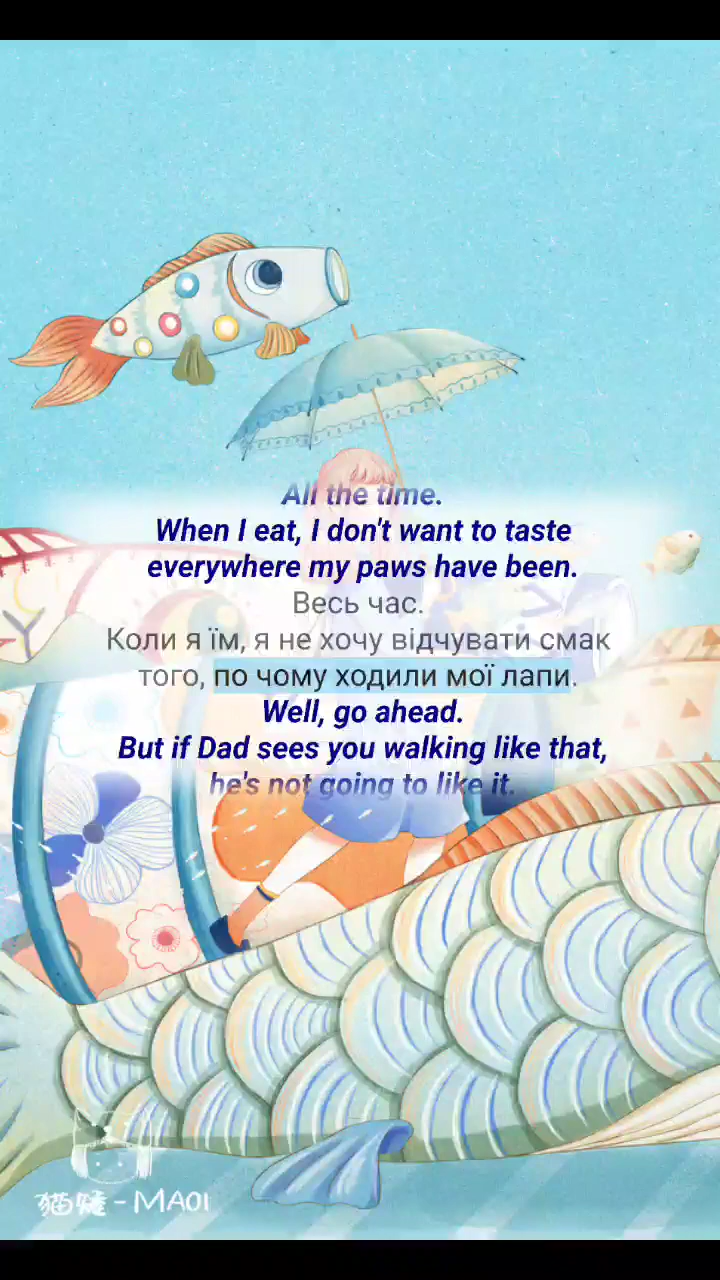 All the time.
When I eat, I don't want to taste
everywhere my paws have been.
Весь час.
Коли я їм, я не хочу відчувати смак
того, по чому ходили мої лапи.
Well, go ahead.
But if Dad sees you walking like that,
he's not going to like it.
猫矮-MAOI